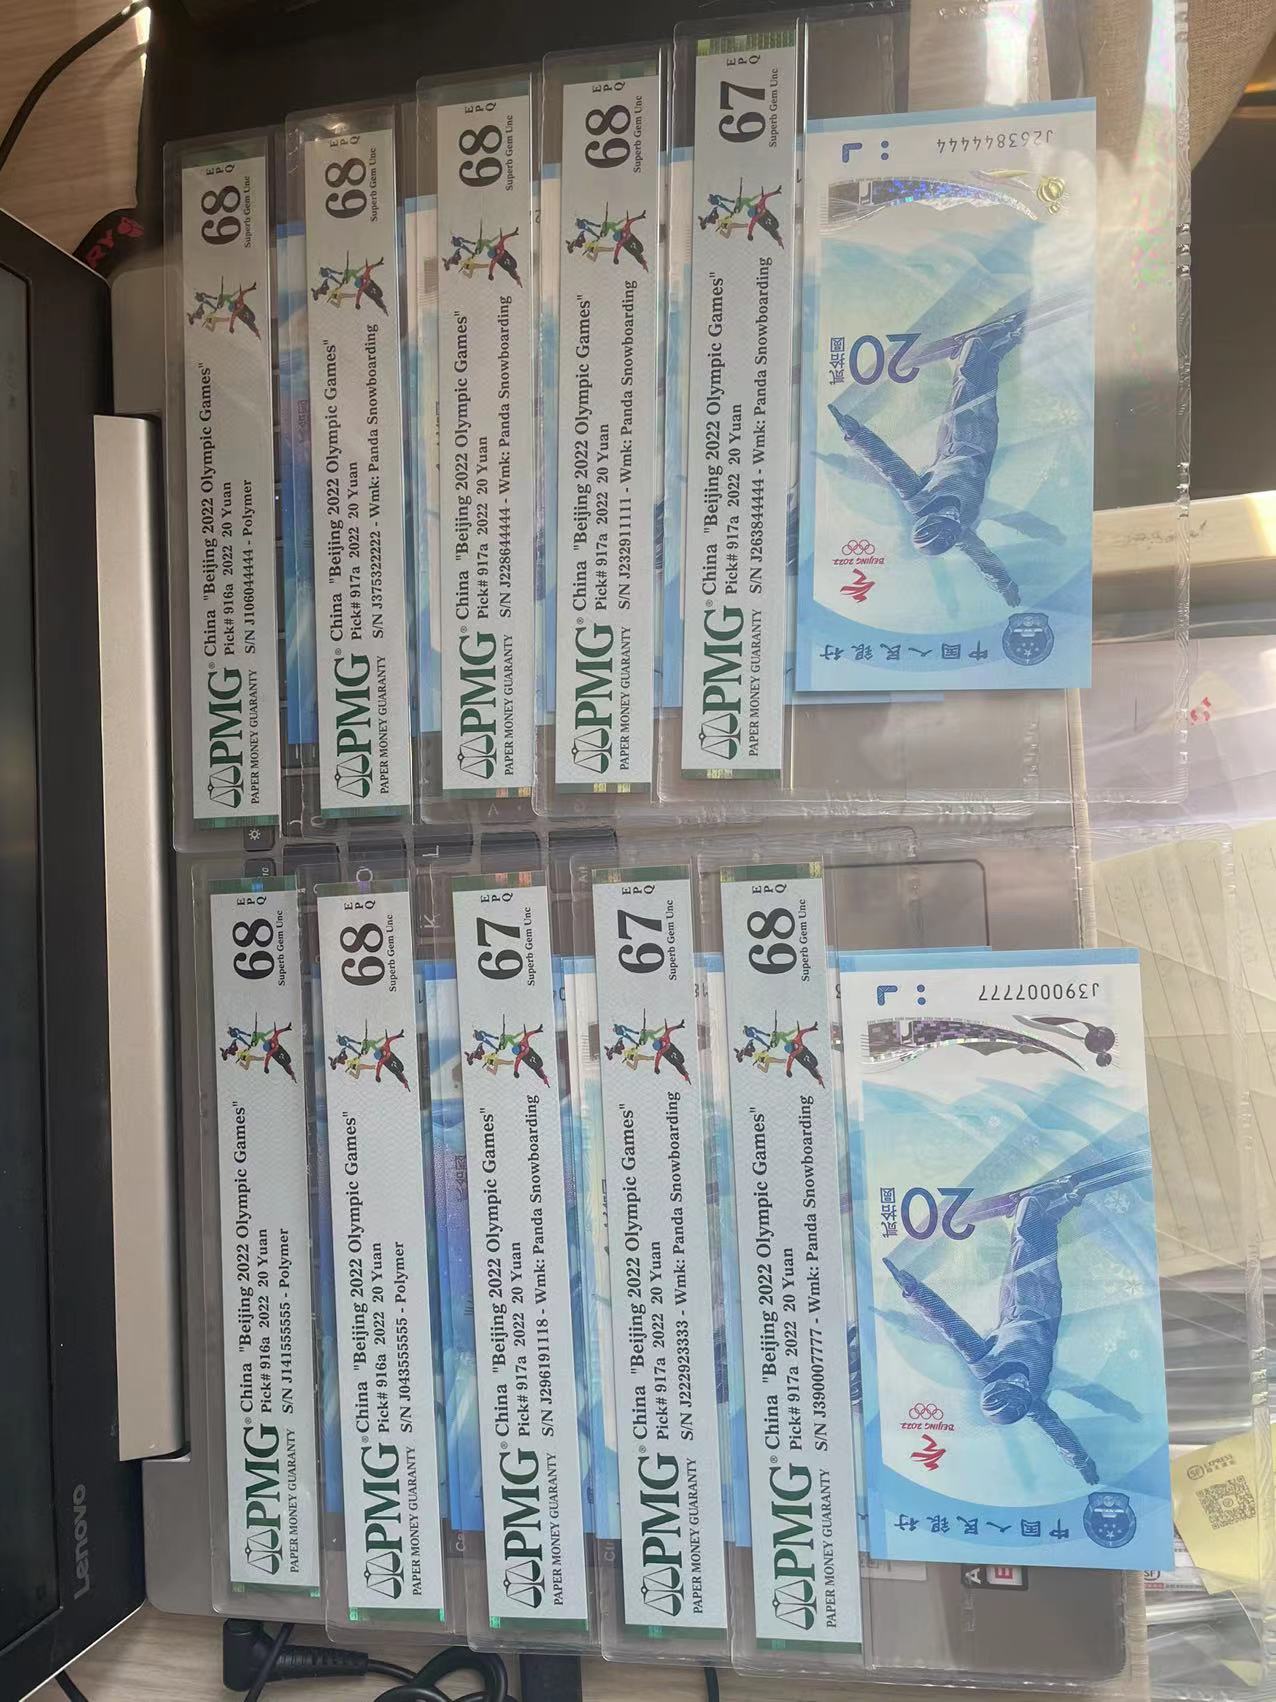 PMG®
PAPER MONEY GUARANTY
China "Beijing 2022 Olympic Games"
Pick# 916a 2022 20 Yuan
S/N J106044444 - Polymer
68 EPQ
Superb Gem Unc
PMG®
PAPER MONEY GUARANTY
China "Beijing 2022 Olympic Games"
Pick# 917a 2022 20 Yuan
S/N J375322222 - Wmk: Panda Snowboarding
68 EPQ
Superb Gem Unc
PMG®
PAPER MONEY GUARANTY
China "Beijing 2022 Olympic Games"
Pick# 917a 2022 20 Yuan
S/N J228644444 - Wmk: Panda Snowboarding
68 EPQ
Superb Gem Unc
PMG®
PAPER MONEY GUARANTY
China "Beijing 2022 Olympic Games"
Pick# 917a 2022 20 Yuan
S/N J232911111 - Wmk: Panda Snowboarding
68 EPQ
Superb Gem Unc
PMG®
PAPER MONEY GUARANTY
China "Beijing 2022 Olympic Games"
Pick# 917a 2022 20 Yuan
S/N J263844444 - Wmk: Panda Snowboarding
67 EPQ
Superb Gem Unc
中国人民银行
BEIJING 2022
20
贰拾圆
J263844444
PMG®
PAPER MONEY GUARANTY
China "Beijing 2022 Olympic Games"
Pick# 916a 2022 20 Yuan
S/N J141555555 - Polymer
68 EPQ
Superb Gem Unc
PMG®
PAPER MONEY GUARANTY
China "Beijing 2022 Olympic Games"
Pick# 916a 2022 20 Yuan
S/N J043555555 - Polymer
68 EPQ
Superb Gem Unc
PMG®
PAPER MONEY GUARANTY
China "Beijing 2022 Olympic Games"
Pick# 917a 2022 20 Yuan
S/N J296191118 - Wmk: Panda Snowboarding
67 EPQ
Superb Gem Unc
PMG®
PAPER MONEY GUARANTY
China "Beijing 2022 Olympic Games"
Pick# 917a 2022 20 Yuan
S/N J222923333 - Wmk: Panda Snowboarding
67 EPQ
Superb Gem Unc
PMG®
PAPER MONEY GUARANTY
China "Beijing 2022 Olympic Games"
Pick# 917a 2022 20 Yuan
S/N J390007777 - Wmk: Panda Snowboarding
68 EPQ
Superb Gem Unc
中国人民银行
BEIJING 2022
20
贰拾圆
J390007777
Lenovo
K
L
A
SF EXPRESS
SF